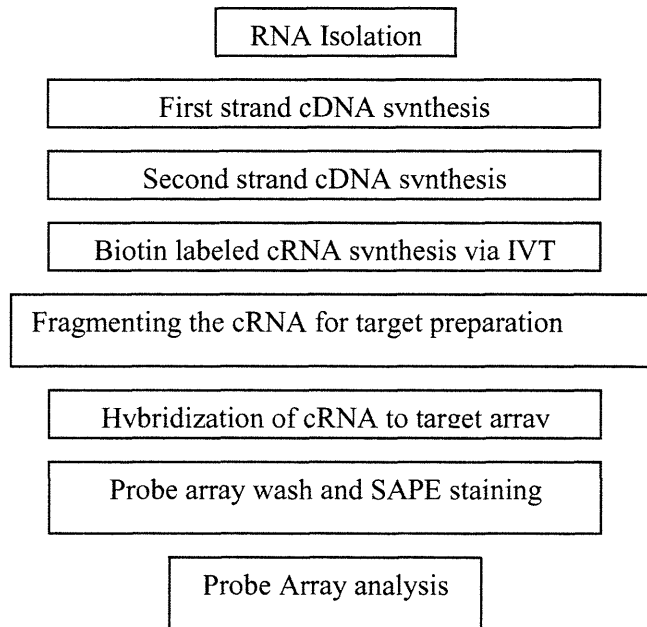 RNA Isolation
First strand cDNA synthesis
Second strand cDNA synthesis
Biotin labeled cRNA synthesis via IVT
Fragmenting the cRNA for target preparation
Hybridization of cRNA to target array
Probe array wash and SAPE staining
Probe Array analysis